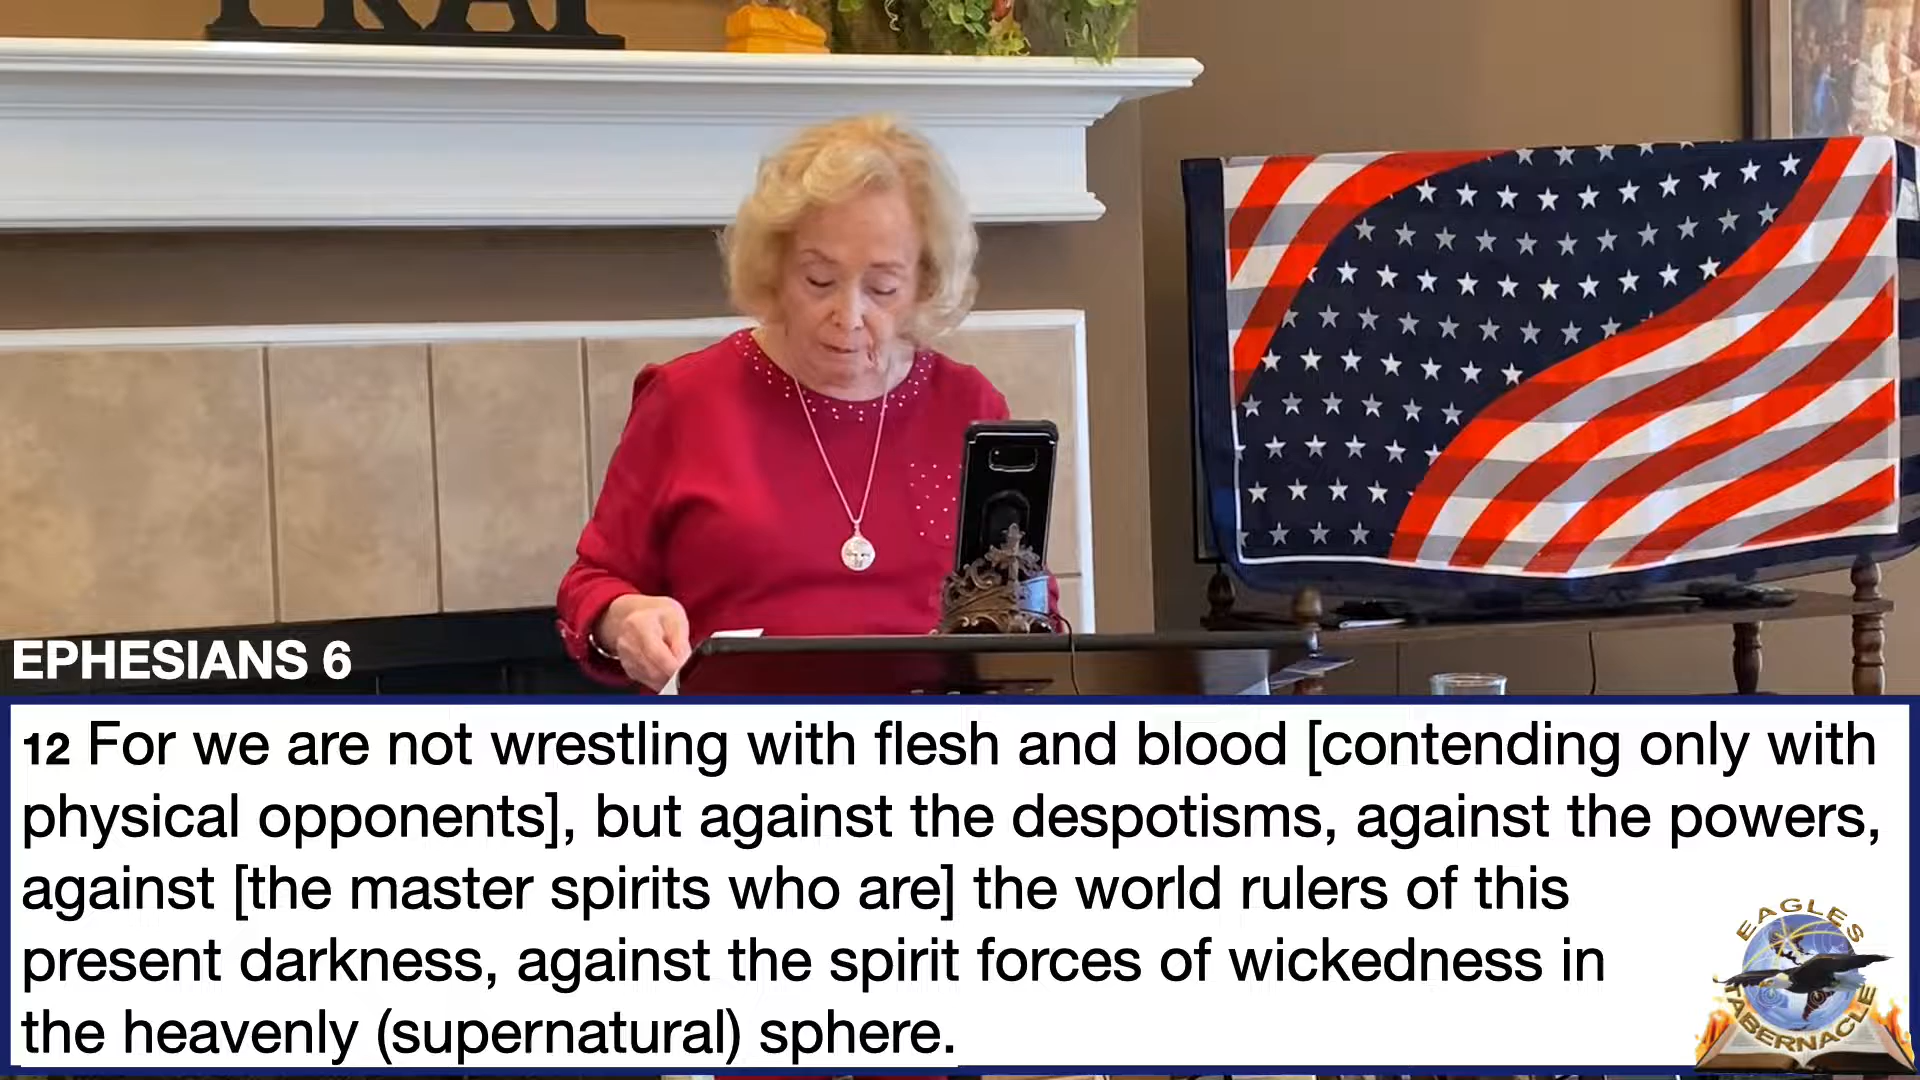 PRAY
EPHESIANS 6
12 For we are not wrestling with flesh and blood [contending only with
physical opponents], but against the despotisms, against the powers,
against [the master spirits who are] the world rulers of this
present darkness, against the spirit forces of wickedness in
the heavenly (supernatural) sphere.
EAGLES
TABERNACLE